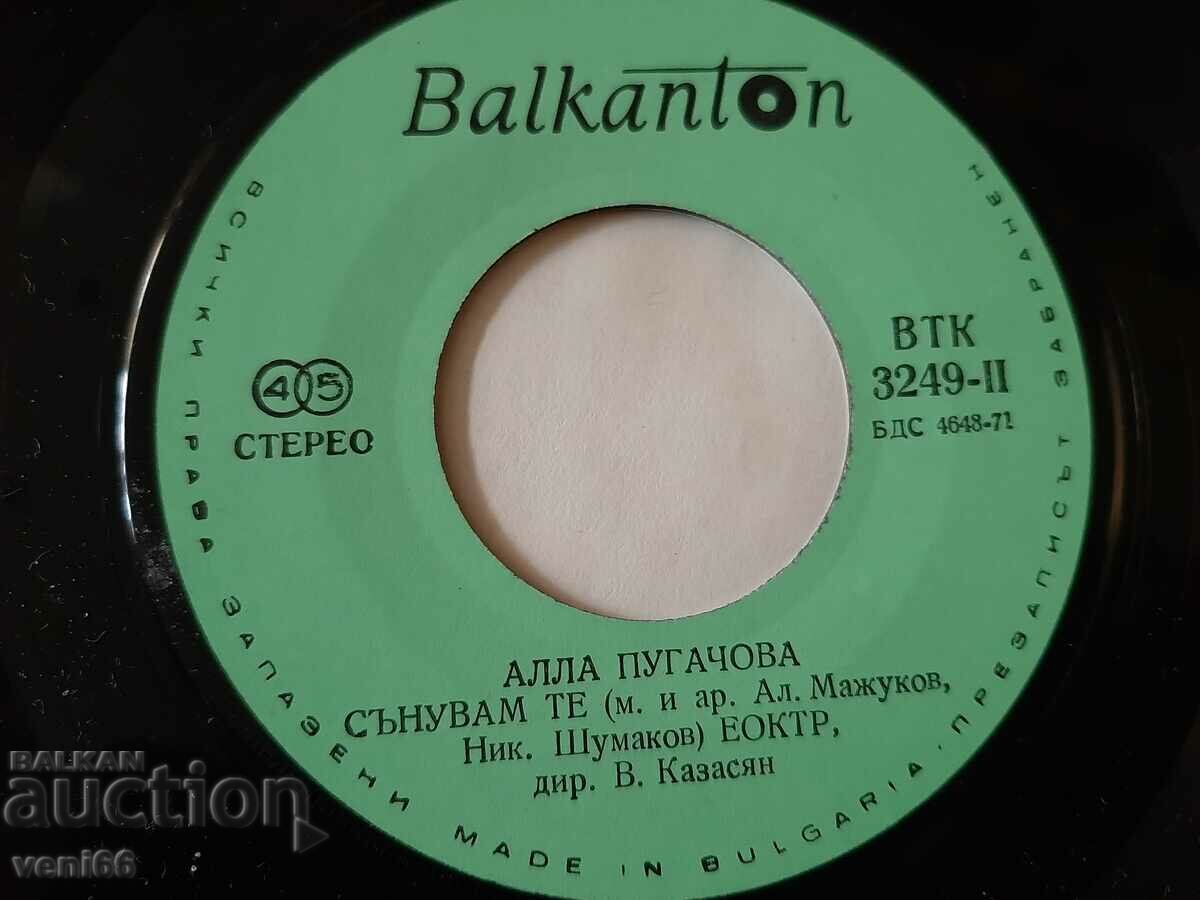 Balkanton
ВСИЧКИ ПРАВА ЗАПАЗЕНИ MADE IN BULGARIA, ПРЕЗАПИСЪТ ЗАБРАНЕН
45
СТЕРЕО
ВТК
3249-II
БДС 4648-71
АЛЛА ПУГАЧОВА
СЪНУВАМ ТЕ (м. и ар. Ал. Мажуков,
Ник. Шумаков) ЕОКТР,
дир. В. Казасян
BALKAN
auction
veni66